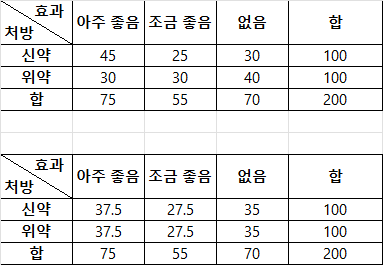 효과
처방 아주 좋음 조금 좋음 없음 합
신약 45 25 30 100
위약 30 30 40 100
합 75 55 70 200
효과
처방 아주 좋음 조금 좋음 없음 합
신약 37.5 27.5 35 100
위약 37.5 27.5 35 100
합 75 55 70 200